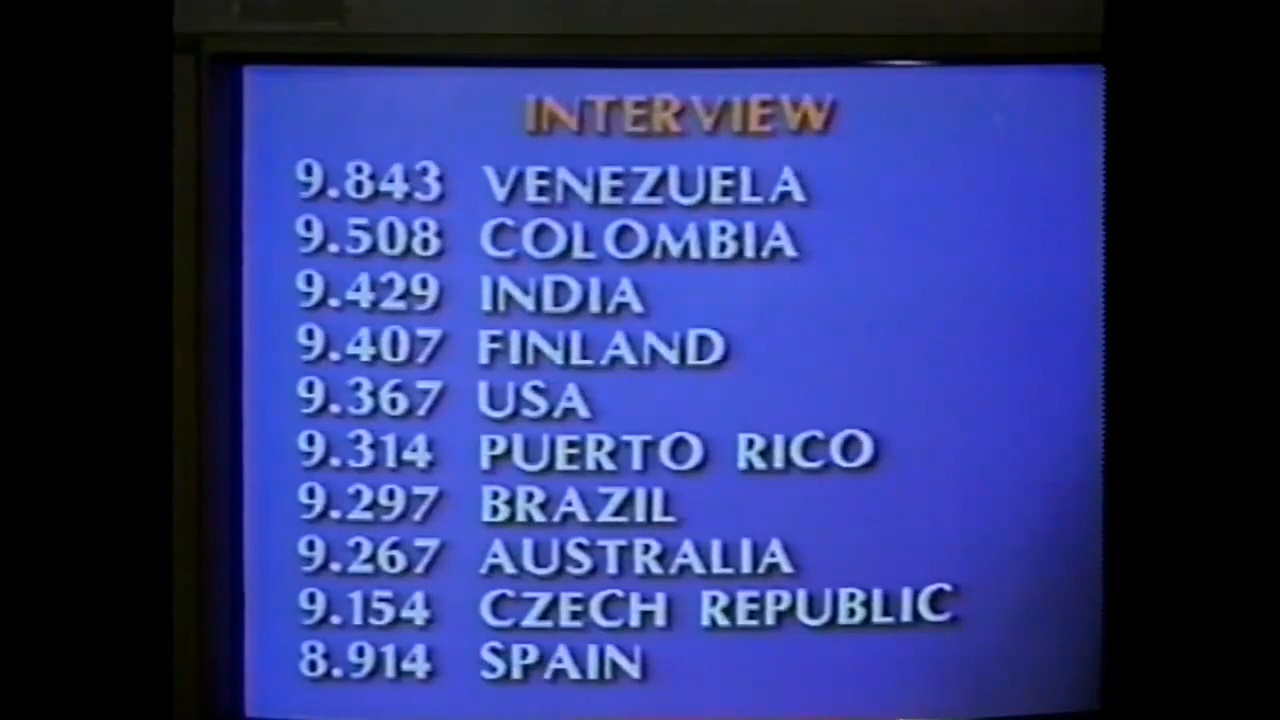 INTERVIEW
9.843 VENEZUELA
9.508 COLOMBIA
9.429 INDIA
9.407 FINLAND
9.367 USA
9.314 PUERTO RICO
9.297 BRAZIL
9.267 AUSTRALIA
9.154 CZECH REPUBLIC
8.914 SPAIN